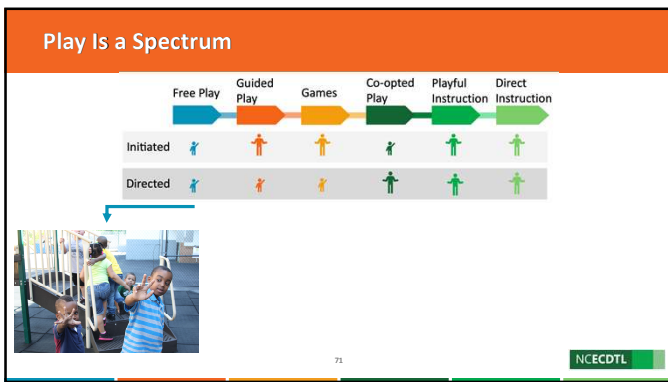 Play Is a Spectrum
Free Play
Guided
Play
Games
Co-opted
Play
Playful
Instruction
Direct
Instruction
Initiated
Directed
71
NCECDTL